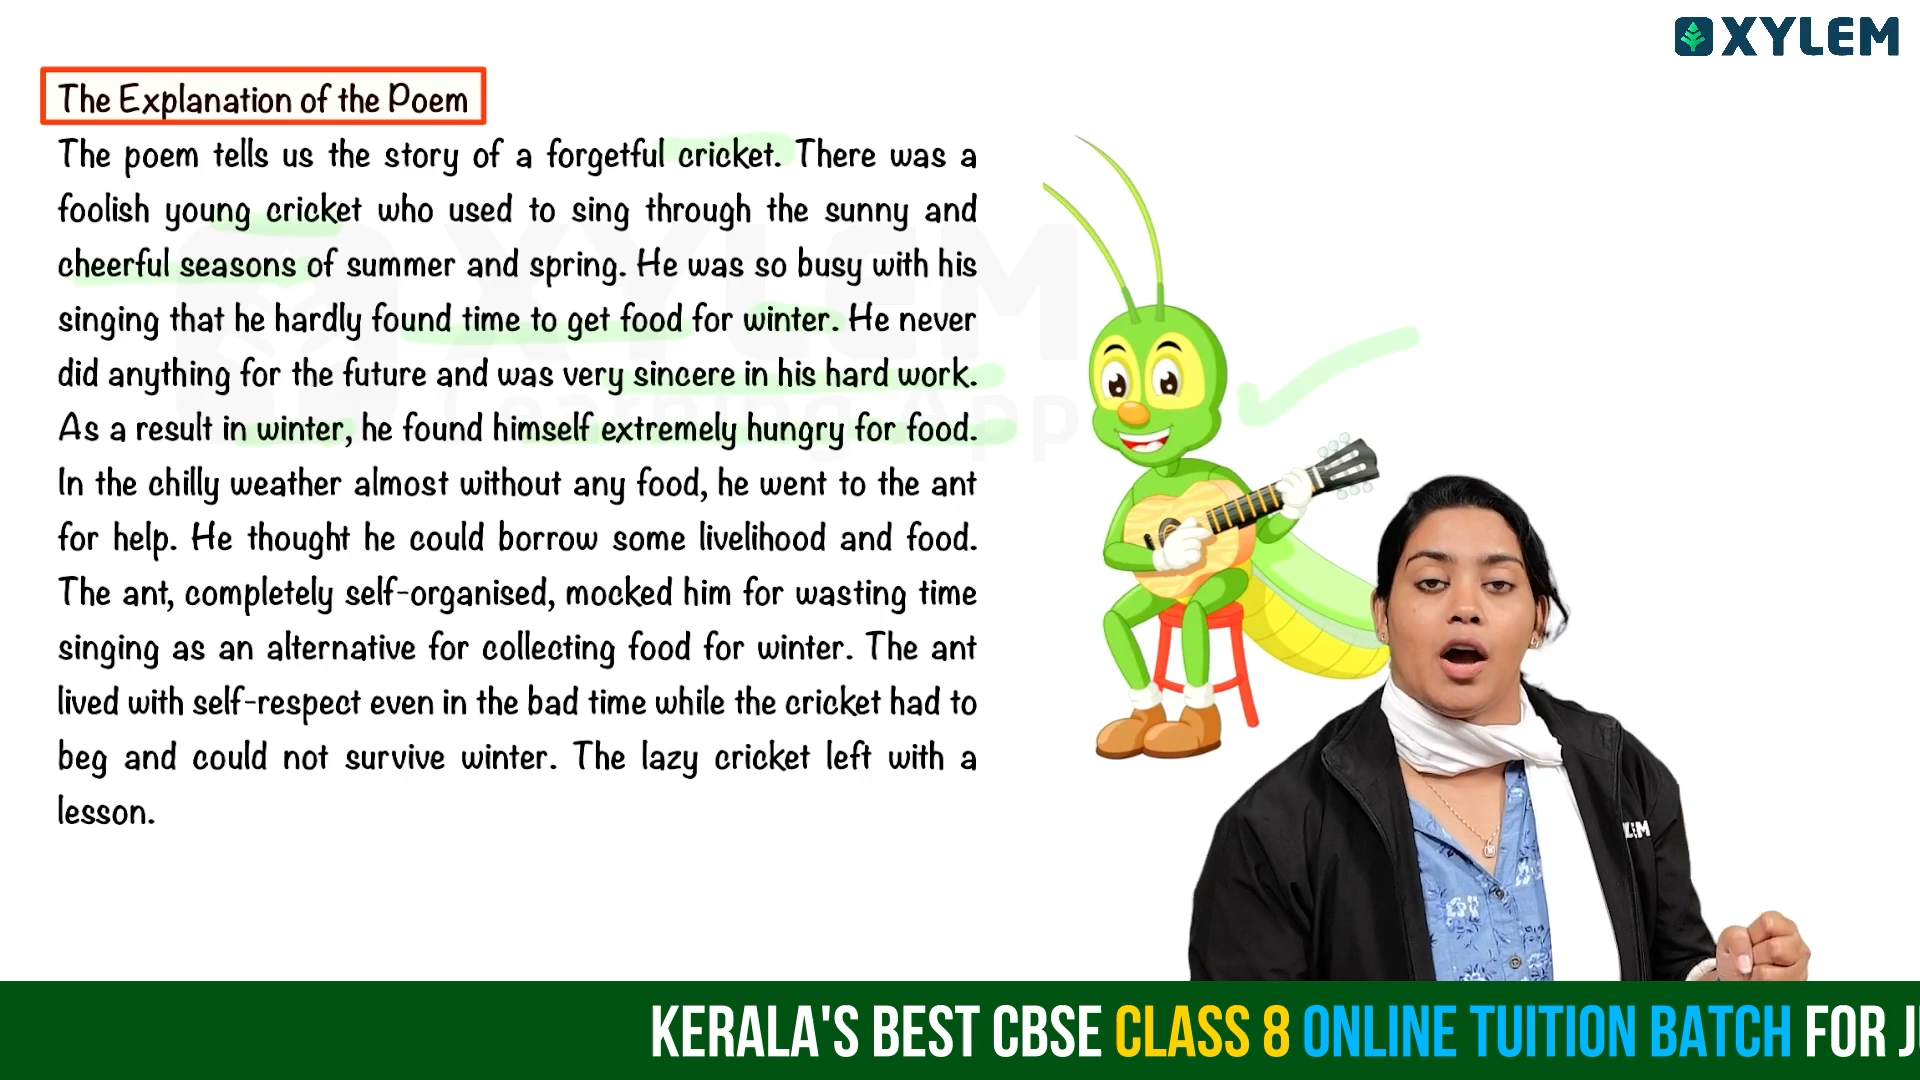 XYLEM
The Explanation of the Poem
The poem tells us the story of a forgetful cricket. There was a
foolish young cricket who used to sing through the sunny and
cheerful seasons of summer and spring. He was so busy with his
singing that he hardly found time to get food for winter. He never
did anything for the future and was very sincere in his hard work.
As a result in winter, he found himself extremely hungry for food.
In the chilly weather almost without any food, he went to the ant
for help. He thought he could borrow some livelihood and food.
The ant, completely self-organised, mocked him for wasting time
singing as an alternative for collecting food for winter. The ant
lived with self-respect even in the bad time while the cricket had to
beg and could not survive winter. The lazy cricket left with a
lesson.
XYLEM
Learning App
LEM
KERALA'S BEST CBSE CLASS 8 ONLINE TUITION BATCH FOR J